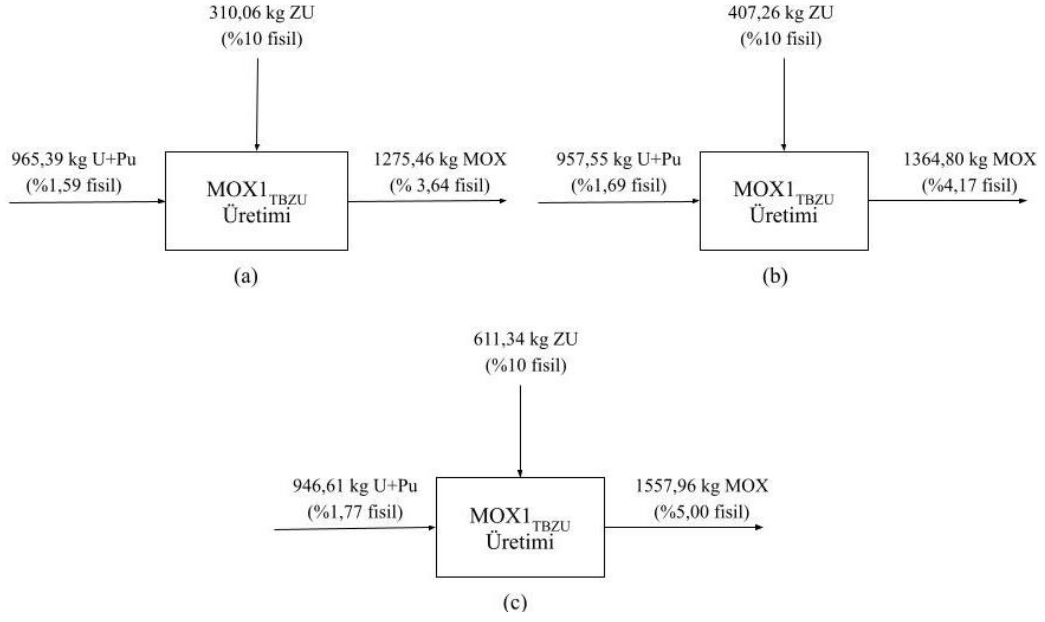 310,06 kg ZU
(%10 fisil)
965,39 kg U+Pu
(%1,59 fisil)
MOX1TBZU
Üretimi
1275,46 kg MOX
(% 3,64 fisil)
(a)
407,26 kg ZU
(%10 fisil)
957,55 kg U+Pu
(%1,69 fisil)
MOX1TBZU
Üretimi
1364,80 kg MOX
(%4,17 fisil)
(b)
611,34 kg ZU
(%10 fisil)
946,61 kg U+Pu
(%1,77 fisil)
MOX1TBZU
Üretimi
1557,96 kg MOX
(%5,00 fisil)
(c)